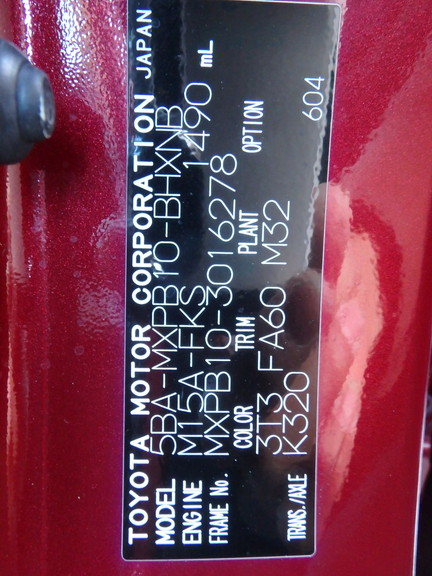 TOYOTA MOTOR CORPORATION JAPAN
MODEL 5BA-MXPB10-BHXNB
ENGINE M15A-FKS 1490 mL
FRAME No. MXPB10-3016278
COLOR TRIM PLANT OPTION
3T3 FA60 M32
TRANS./AXLE K320 604